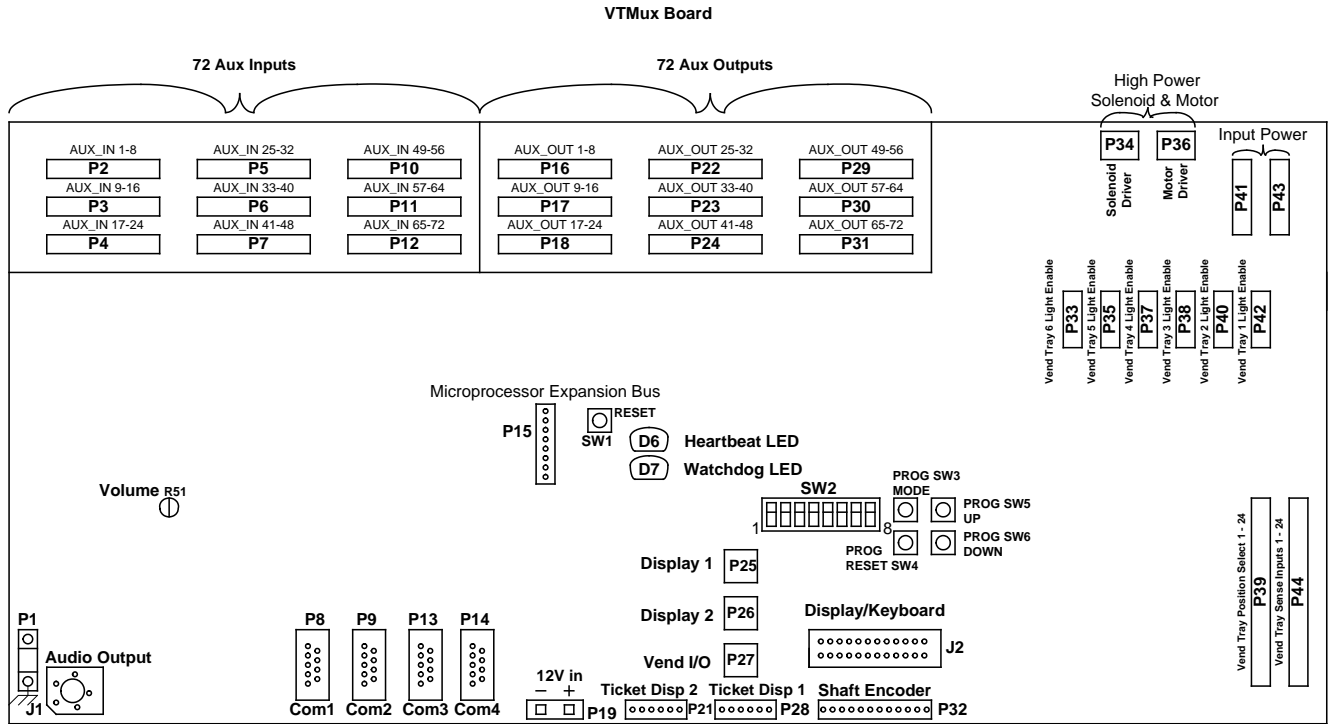 VTMux Board
72 Aux Inputs
72 Aux Outputs
High Power
Solenoid & Motor
Input Power
AUX_IN 1-8
P2
AUX_IN 9-16
P3
AUX_IN 17-24
P4
AUX_IN 25-32
P5
AUX_IN 33-40
P6
AUX_IN 41-48
P7
AUX_IN 49-56
P10
AUX_IN 57-64
P11
AUX_IN 65-72
P12
AUX_OUT 1-8
P16
AUX_OUT 9-16
P17
AUX_OUT 17-24
P18
AUX_OUT 25-32
P22
AUX_OUT 33-40
P23
AUX_OUT 41-48
P24
AUX_OUT 49-56
P29
AUX_OUT 57-64
P30
AUX_OUT 65-72
P31
P34
Solenoid
Driver
P36
Motor
Driver
P41
P43
Vend Tray 6 Light Enable
P33
Vend Tray 5 Light Enable
P35
Vend Tray 4 Light Enable
P37
Vend Tray 3 Light Enable
P38
Vend Tray 2 Light Enable
P40
Vend Tray 1 Light Enable
P42
Microprocessor Expansion Bus
P15
RESET
SW1
D6 Heartbeat LED
D7 Watchdog LED
Volume R51
SW2
1
8
PROG SW3
MODE
PROG SW5
UP
PROG
RESET SW4
PROG SW6
DOWN
Display 1 P25
Display 2 P26
Vend I/O P27
Display/Keyboard
J2
Vend Tray Position Select 1 - 24
P39
Vend Tray Sense Inputs 1 - 24
P44
P1
Audio Output
J1
P8
Com1
P9
Com2
P13
Com3
P14
Com4
12V in
– +
P19
Ticket Disp 2
P21
Ticket Disp 1
P28
Shaft Encoder
P32